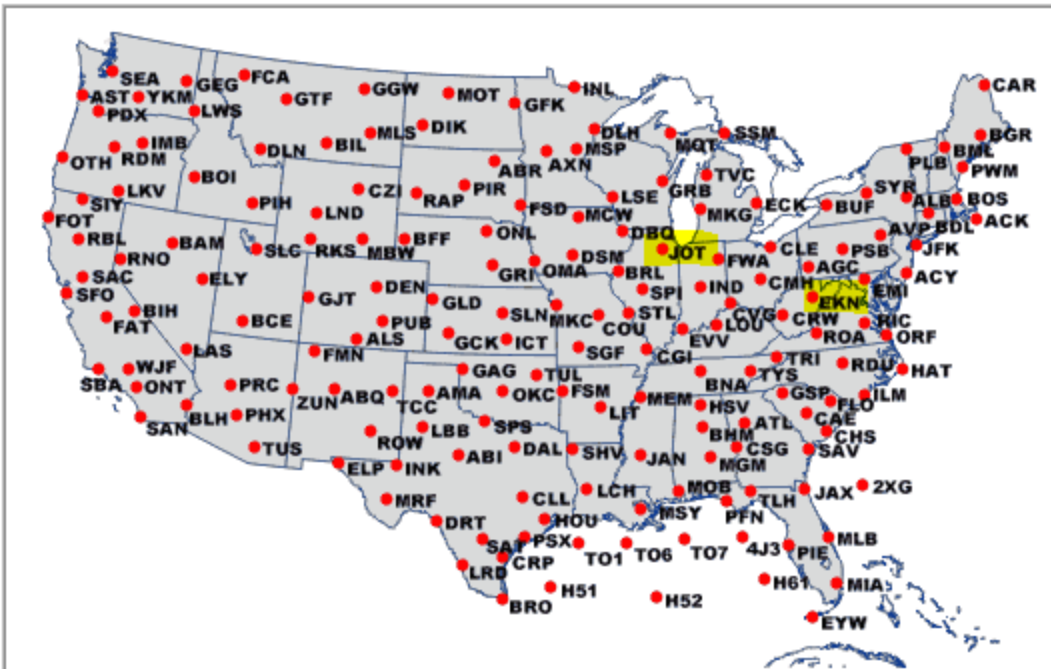 SEA
GEG
FCA
GGW
MOT
GFK
INL
CAR
AST
YKM
GTF
PDX
LWS
MLS
DIK
DLH
MQT
SSM
BGR
OTH
RDM
IMB
DLN
BIL
ABR
AXN
MSP
PLB
BML
PWM
LKV
BOI
PIH
CZI
RAP
PIR
LSE
GRB
TVC
SYR
ALB
BOS
SIY
FOT
LND
FSD
MCW
MKG
ECK
BUF
BDL
ACK
RBL
BAM
SLC
RKS
MBW
BFF
ONL
DBQ
JOT
CLE
PSB
AVP
JFK
RNO
SAC
ELY
GRI
OMA
DSM
BRL
FWA
AGC
ACY
SFO
GJT
DEN
GLD
SPI
IND
CMH
EKN
EMI
FAT
BIH
BCE
PUB
SLN
MKC
COU
STL
CVG
CRW
RIC
ALS
GCK
ICT
EVV
LOU
ROA
ORF
LAS
FMN
SGF
CGI
TRI
RDU
HAT
SBA
WJF
ONT
PRC
ZUN
ABQ
TCC
GAG
AMA
TUL
OKC
FSM
BNA
TYS
GSP
ILM
SAN
BLH
PHX
LIT
MEM
HSV
ATL
CAE
FLO
TUS
ROW
LBB
SPS
BHM
CSG
CHS
ELP
INK
ABI
DAL
SHV
JAN
MGM
SAV
MRF
CLL
LCH
MOB
TLH
JAX
2XG
DRT
HOU
MSY
PFN
SAT
PSX
TO1
TO6
TO7
4J3
PIE
MLB
LRD
CRP
H51
H52
H61
MIA
BRO
EYW